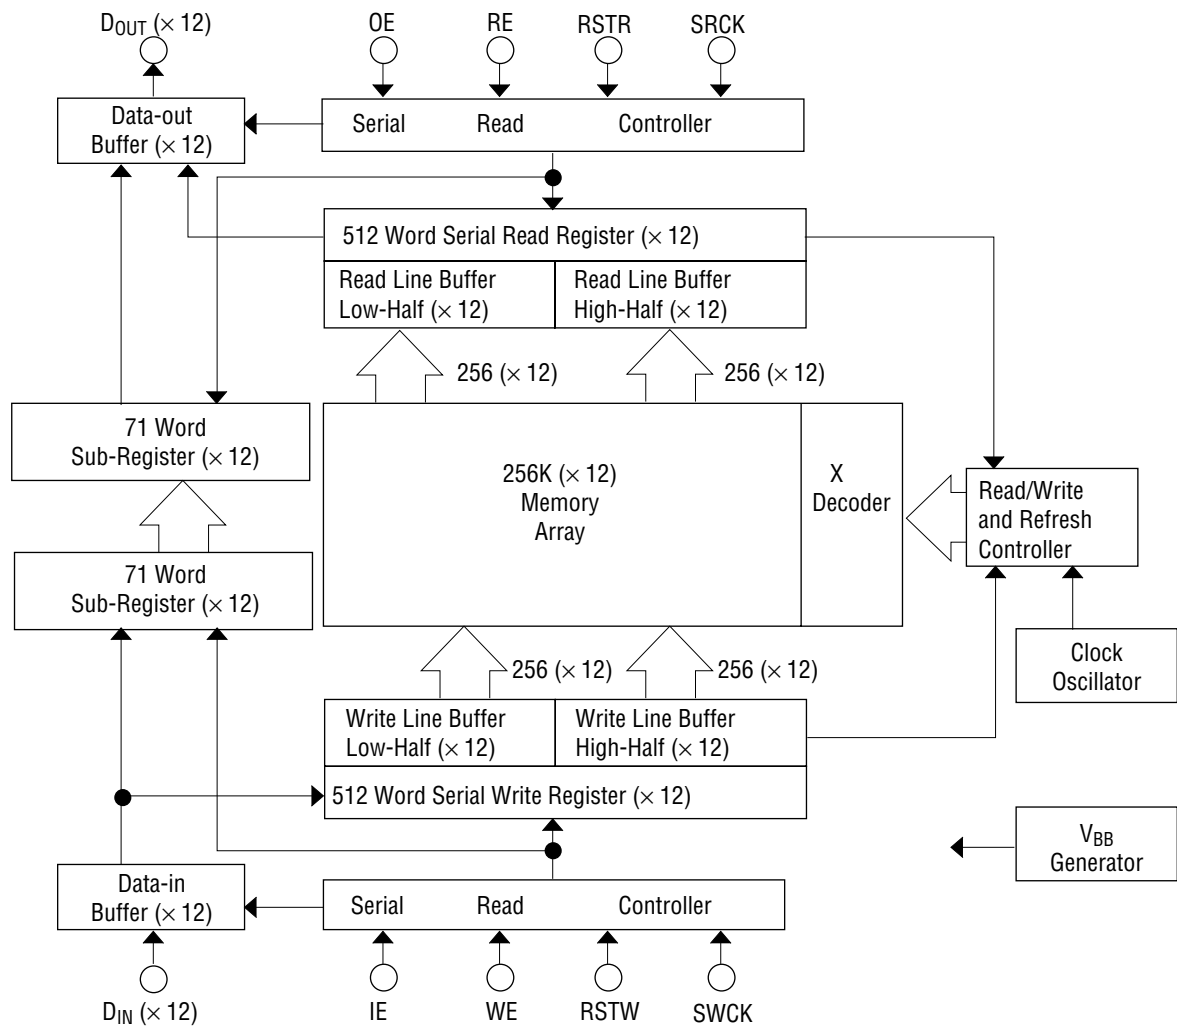 DOUT (× 12)
OE
RE
RSTR
SRCK
Data-out
Buffer (× 12)
Serial Read Controller
512 Word Serial Read Register (× 12)
Read Line Buffer
Low-Half (× 12)
Read Line Buffer
High-Half (× 12)
256 (× 12)
256 (× 12)
71 Word
Sub-Register (× 12)
256K (× 12)
Memory
Array
X
Decoder
Read/Write
and Refresh
Controller
71 Word
Sub-Register (× 12)
Clock
Oscillator
256 (× 12)
256 (× 12)
Write Line Buffer
Low-Half (× 12)
Write Line Buffer
High-Half (× 12)
512 Word Serial Write Register (× 12)
VBB
Generator
Data-in
Buffer (× 12)
Serial Read Controller
DIN (× 12)
IE
WE
RSTW
SWCK